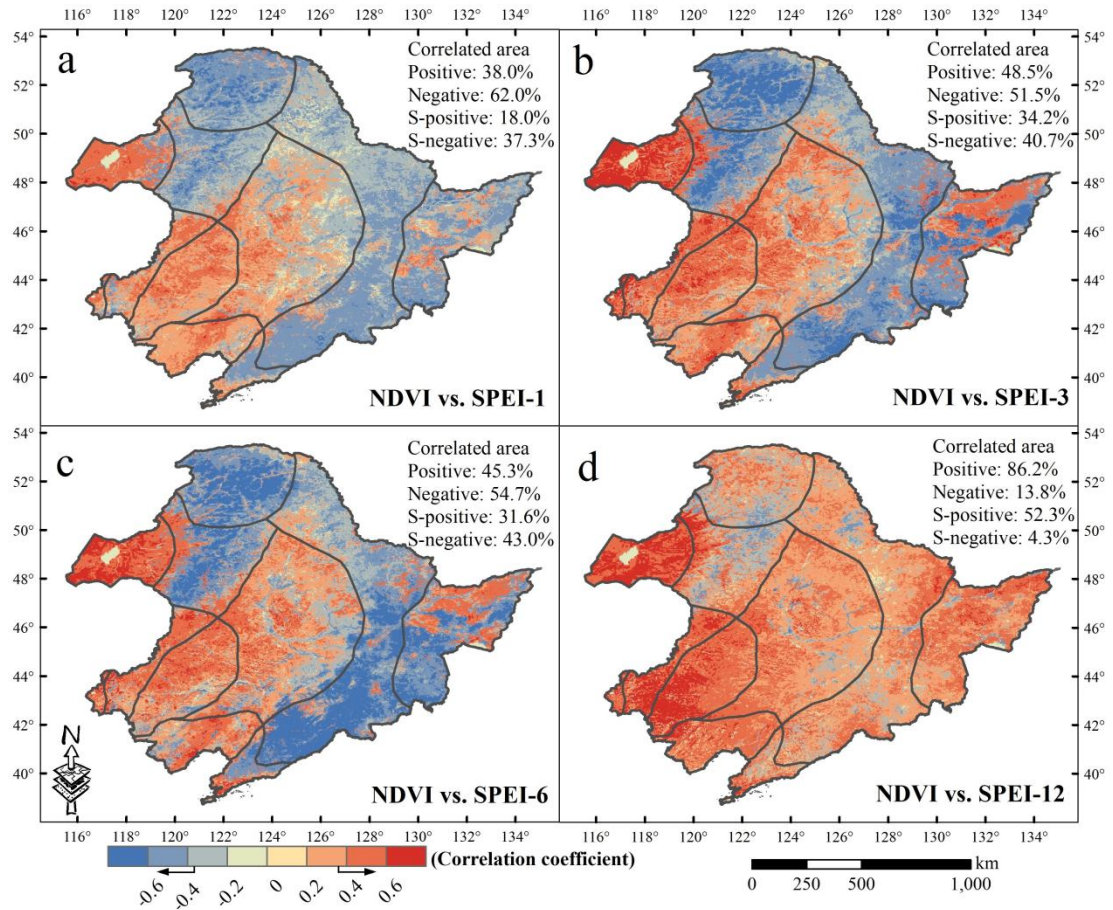 116° 118° 120° 122° 124° 126° 128° 130° 132° 134°
116° 118° 120° 122° 124° 126° 128° 130° 132° 134°
54°
52°
50°
48°
46°
44°
42°
40°
a
Correlated area
Positive: 38.0%
Negative: 62.0%
S-positive: 18.0%
S-negative: 37.3%
NDVI vs. SPEI-1
b
Correlated area
Positive: 48.5%
Negative: 51.5%
S-positive: 34.2%
S-negative: 40.7%
NDVI vs. SPEI-3
54°
52°
50°
48°
46°
44°
42°
40°
54°
52°
50°
48°
46°
44°
42°
40°
c
Correlated area
Positive: 45.3%
Negative: 54.7%
S-positive: 31.6%
S-negative: 43.0%
NDVI vs. SPEI-6
N
d
Correlated area
Positive: 86.2%
Negative: 13.8%
S-positive: 52.3%
S-negative: 4.3%
NDVI vs. SPEI-12
54°
52°
50°
48°
46°
44°
42°
40°
116° 118° 120° 122° 124° 126° 128° 130° 132° 134°
116° 118° 120° 122° 124° 126° 128° 130° 132° 134°
(Correlation coefficient)
-0.6 -0.4 -0.2 0 0.2 0.4 0.6
km
0 250 500 1,000